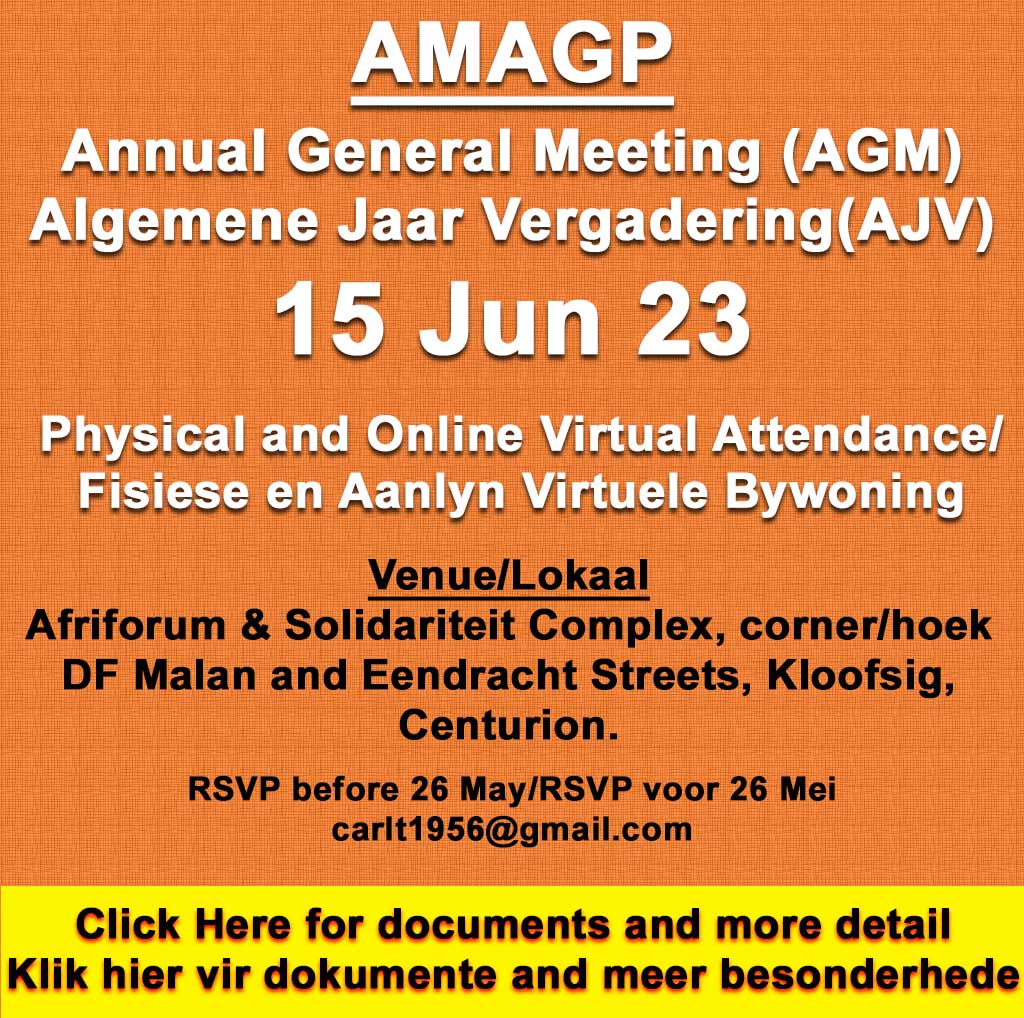 AMAGP
Annual General Meeting (AGM)
Algemene Jaar Vergadering(AJV)
15 Jun 23
Physical and Online Virtual Attendance/
Fisiese en Aanlyn Virtuele Bywoning
Venue/Lokaal
Afriforum & Solidariteit Complex, corner/hoek
DF Malan and Eendracht Streets, Kloofsig,
Centurion.
RSVP before 26 May/RSVP voor 26 Mei
carlt1956@gmail.com
Click Here for documents and more detail
Klik hier vir dokumente and meer besonderhede